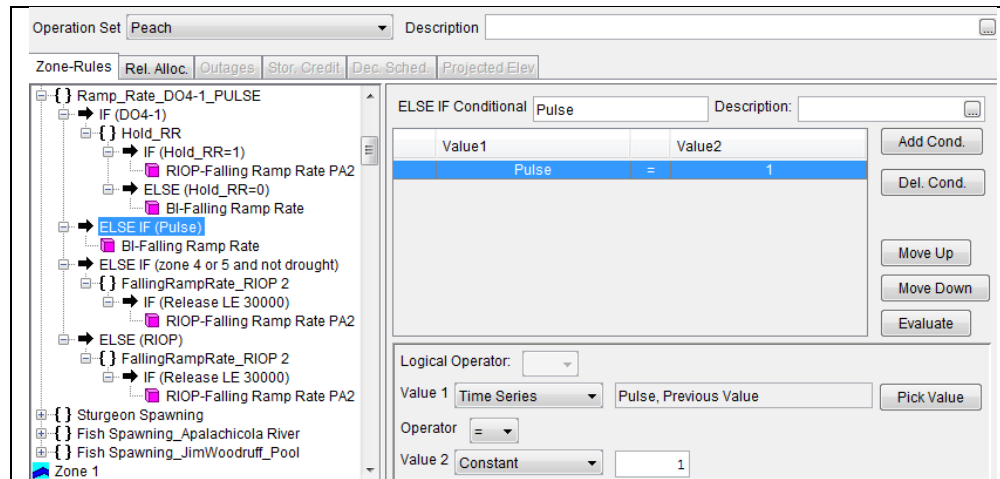 Operation Set Peach Description ...
Zone-Rules Rel. Alloc. Outages Stor. Credit Dec. Sched. Projected Elev
{ } Ramp_Rate_DO4-1_PULSE
IF (DO4-1)
{ } Hold_RR
IF (Hold_RR=1)
RIOP-Falling Ramp Rate PA2
ELSE (Hold_RR=0)
BI-Falling Ramp Rate
ELSE IF (Pulse)
BI-Falling Ramp Rate
ELSE IF (zone 4 or 5 and not drought)
{ } FallingRampRate_RIOP 2
IF (Release LE 30000)
RIOP-Falling Ramp Rate PA2
ELSE (RIOP)
{ } FallingRampRate_RIOP 2
IF (Release LE 30000)
RIOP-Falling Ramp Rate PA2
{ } Sturgeon Spawning
{ } Fish Spawning_Apalachicola River
{ } Fish Spawning_JimWoodruff_Pool
Zone 1
ELSE IF Conditional Pulse Description: ...
Value1 Value2
Pulse = 1
Add Cond.
Del. Cond.
Move Up
Move Down
Evaluate
Logical Operator:
Value 1 Time Series Pulse, Previous Value Pick Value
Operator =
Value 2 Constant 1